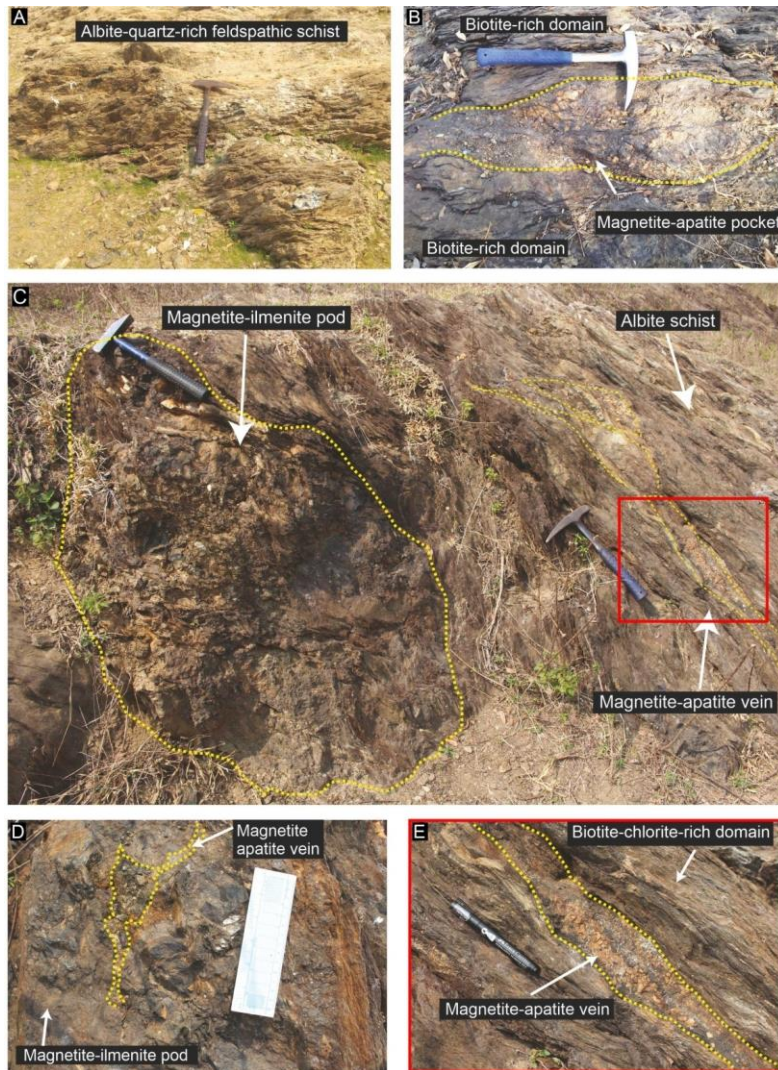 A
Albite-quartz-rich feldspathic schist
B
Biotite-rich domain
Magnetite-apatite pocket
Biotite-rich domain
C
Magnetite-ilmenite pod
Albite schist
Magnetite-apatite vein
D
Magnetite
apatite vein
Magnetite-ilmenite pod
E
Biotite-chlorite-rich domain
Magnetite-apatite vein